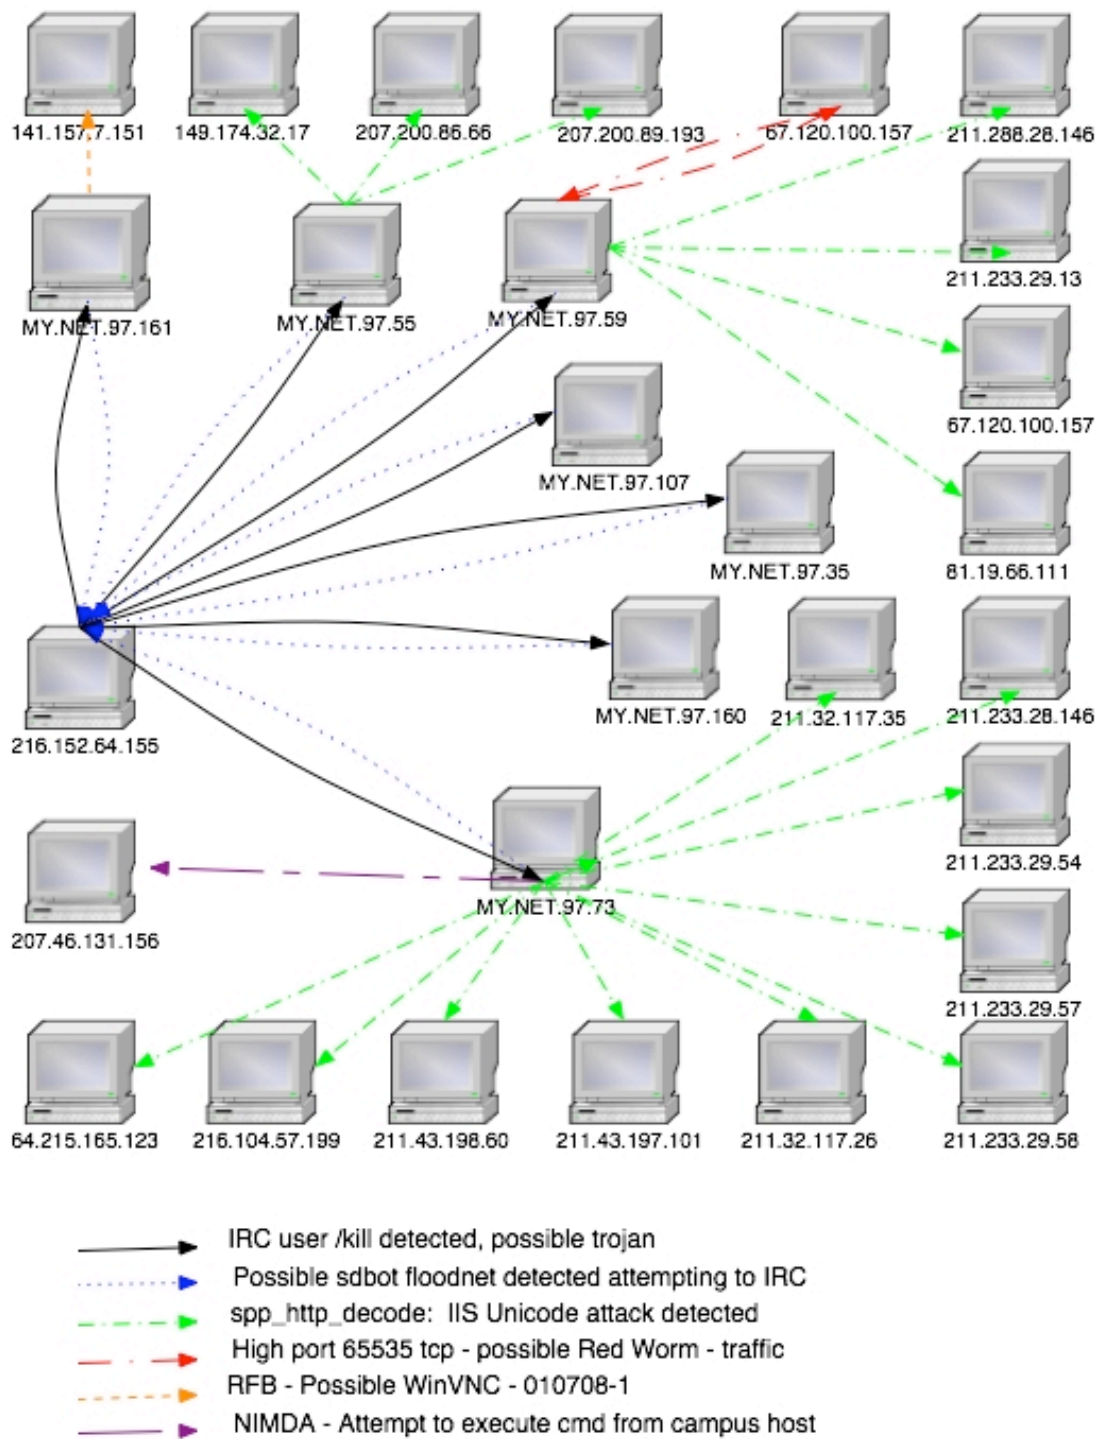 141.157.7.151
149.174.32.17
207.200.86.66
207.200.89.193
67.120.100.157
211.288.28.146
MY.NET.97.161
MY.NET.97.55
MY.NET.97.59
211.233.29.13
MY.NET.97.107
67.120.100.157
MY.NET.97.35
81.19.66.111
216.152.64.155
MY.NET.97.160
211.32.117.35
211.233.28.146
207.46.131.156
MY.NET.97.73
211.233.29.54
211.233.29.57
64.215.165.123
216.104.57.199
211.43.198.60
211.43.197.101
211.32.117.26
211.233.29.58
IRC user /kill detected, possible trojan
Possible sdbot floodnet detected attempting to IRC
spp_http_decode: IIS Unicode attack detected
High port 65535 tcp - possible Red Worm - traffic
RFB - Possible WinVNC - 010708-1
NIMDA - Attempt to execute cmd from campus host